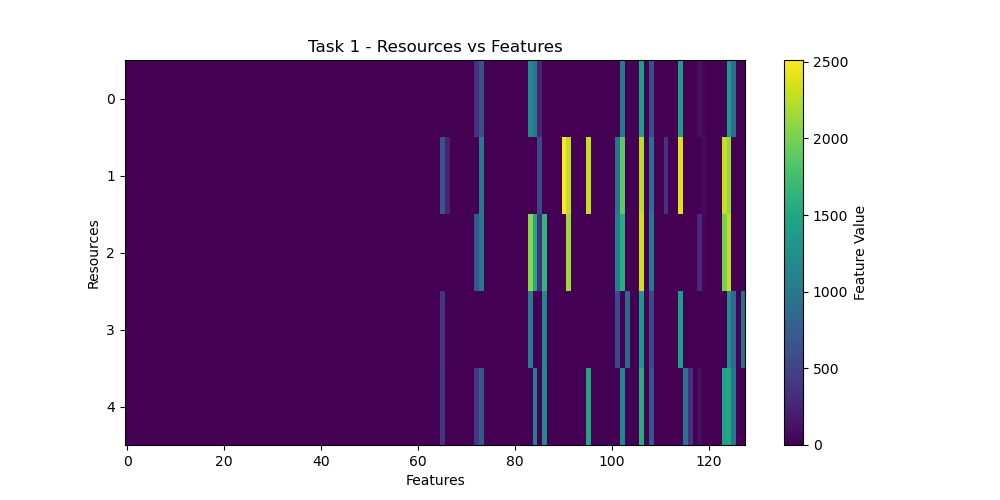 Task 1 - Resources vs Features
Resources
0
1
2
3
4
0 20 40 60 80 100 120
Features
2500
2000
1500
1000
500
0
Feature Value